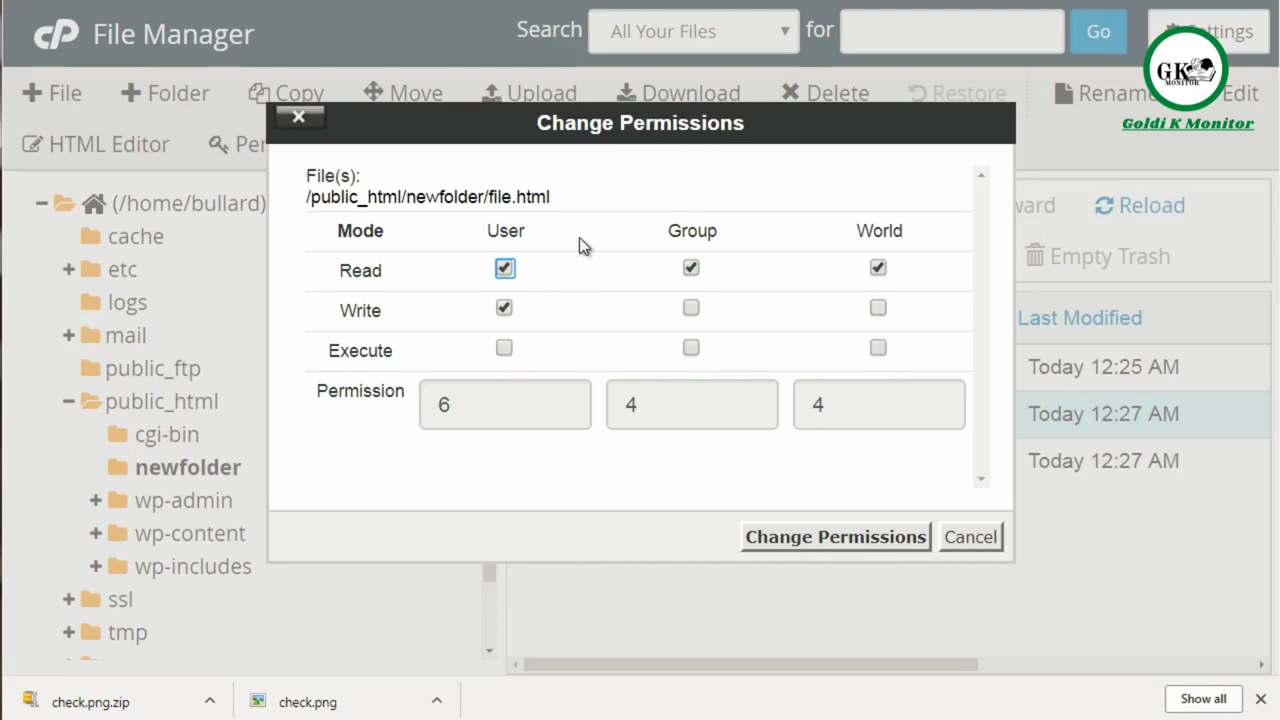 cP File Manager
Search All Your Files for Go Settings
File Folder Copy Move Upload Download Delete Restore Rename Edit
GK
MONITOR
Goldi K Monitor
HTML Editor
Change Permissions
File(s):
/public_html/newfolder/file.html
Mode User Group World
Read
Write
Execute
Permission 6 4 4
Change Permissions Cancel
(/home/bullard)
cache
etc
logs
mail
public_ftp
public_html
cgi-bin
newfolder
wp-admin
wp-content
wp-includes
ssl
tmp
Reload
Empty Trash
Last Modified
Today 12:25 AM
Today 12:27 AM
Today 12:27 AM
check.png.zip check.png Show all